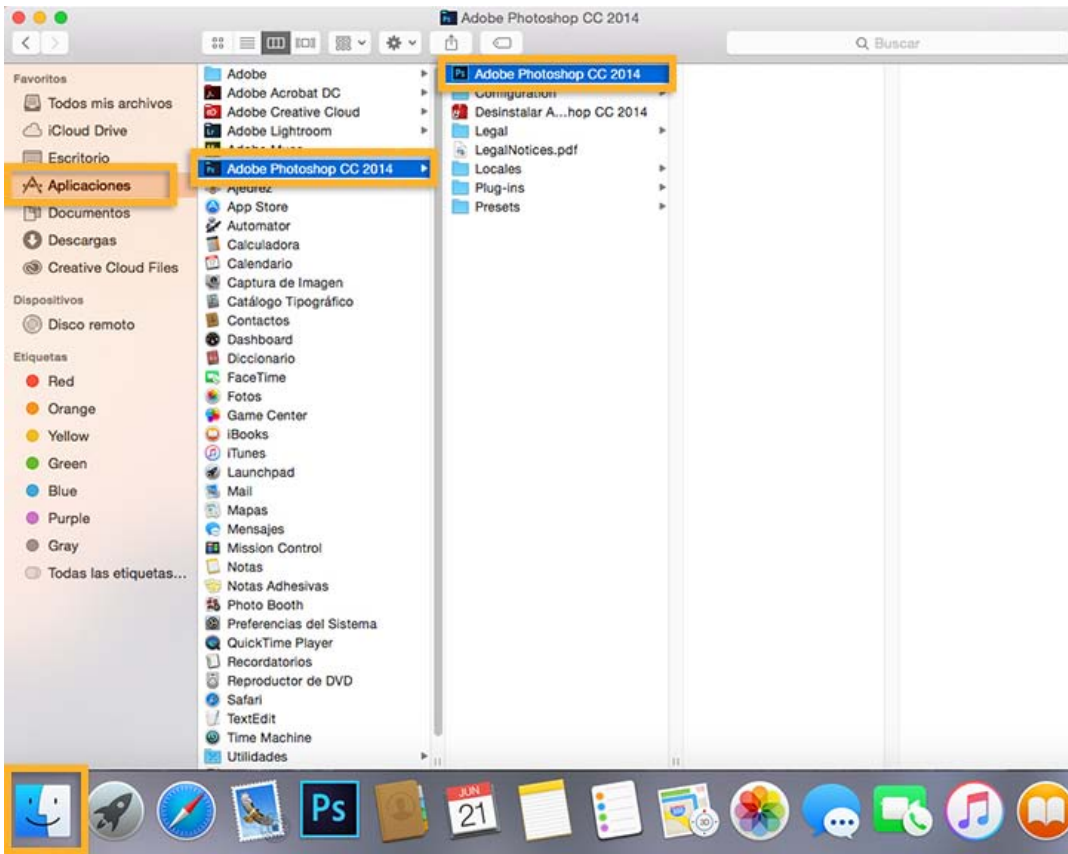 Adobe Photoshop CC 2014
Buscar
Favoritos
Todos mis archivos
iCloud Drive
Escritorio
Aplicaciones
Documentos
Descargas
Creative Cloud Files
Dispositivos
Disco remoto
Etiquetas
Red
Orange
Yellow
Green
Blue
Purple
Gray
Todas las etiquetas...
Adobe
Adobe Acrobat DC
Adobe Creative Cloud
Adobe Lightroom
Adobe Muse
Adobe Photoshop CC 2014
Ajedrez
App Store
Automator
Calculadora
Calendario
Captura de Imagen
Catálogo Tipográfico
Contactos
Dashboard
Diccionario
FaceTime
Fotos
Game Center
iBooks
iTunes
Launchpad
Mail
Mapas
Mensajes
Mission Control
Notas
Notas Adhesivas
Photo Booth
Preferencias del Sistema
QuickTime Player
Recordatorios
Reproductor de DVD
Safari
TextEdit
Time Machine
Utilidades
Ps Adobe Photoshop CC 2014
Configuration
Desinstalar A...hop CC 2014
Legal
LegalNotices.pdf
Locales
Plug-ins
Presets
Ps
JUN
21
3D